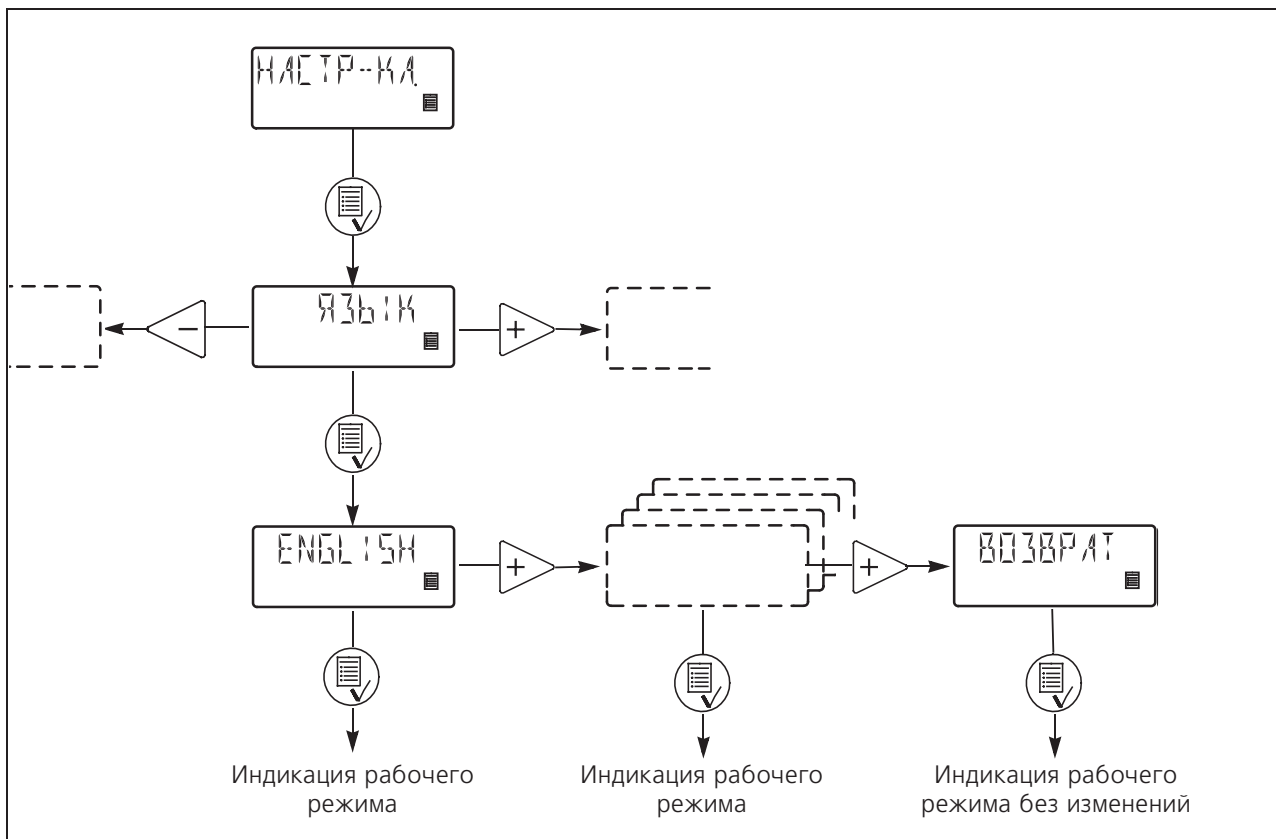 НАСТР-КА.
−
ЯЗЫК
+
ENGLISH
+
+
ВОЗВРАТ
Индикация рабочего
режима
Индикация рабочего
режима
Индикация рабочего
режима без изменений